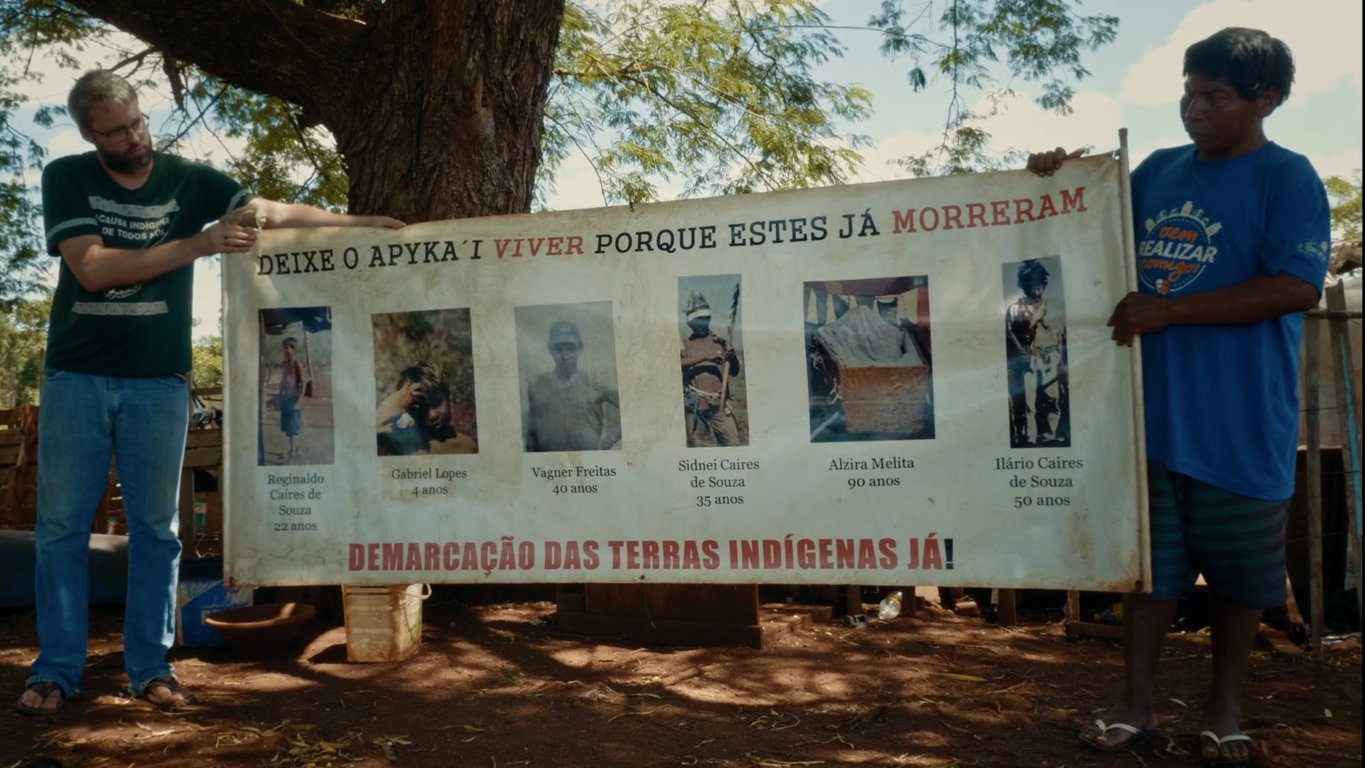 DEIXE O APYKA´I VIVER PORQUE ESTES JÁ MORRERAM
Reginaldo
Caires de
Souza
22 anos
Gabriel Lopes
4 anos
Vagner Freitas
40 anos
Sidnei Caires
de Souza
35 anos
Alzira Melita
90 anos
Ilário Caires
de Souza
50 anos
DEMARCAÇÃO DAS TERRAS INDÍGENAS JÁ!
CAUSA INDÍGENA
DE TODOS
vem
REALIZAR
comigo!